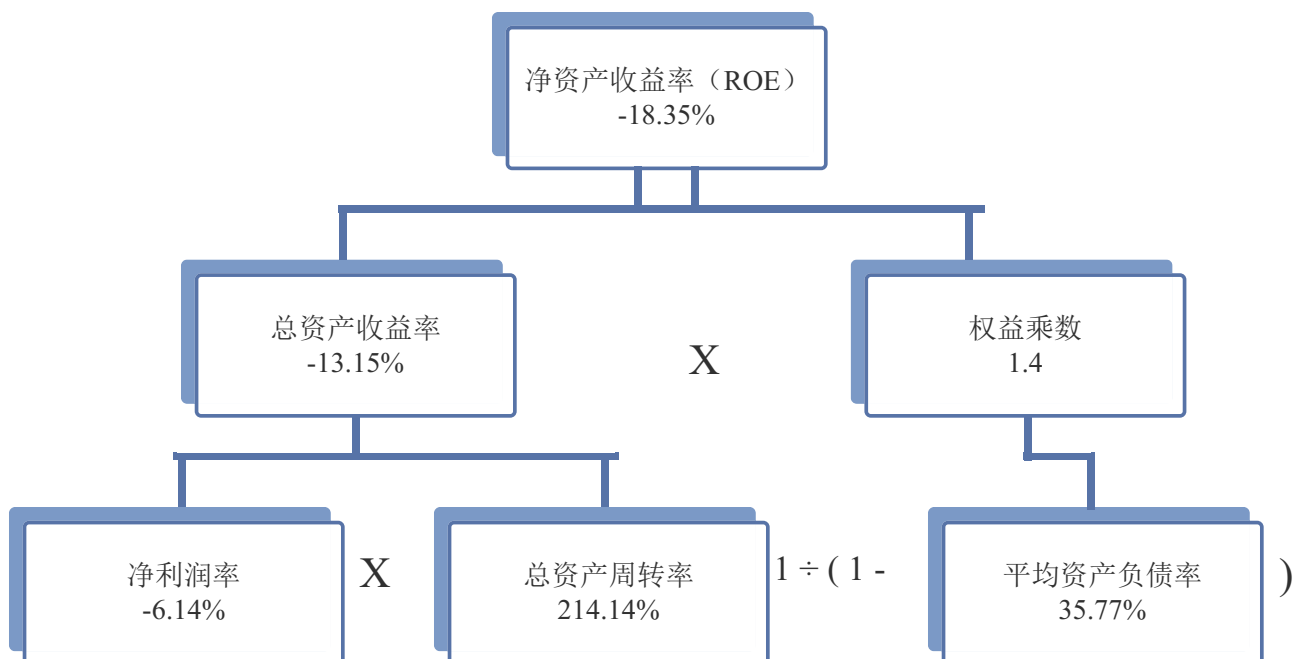 净资产收益率（ROE）
-18.35%
总资产收益率
-13.15%
X
权益乘数
1.4
净利润率
-6.14%
X
总资产周转率
214.14%
1 ÷ ( 1 -
平均资产负债率
35.77%
)